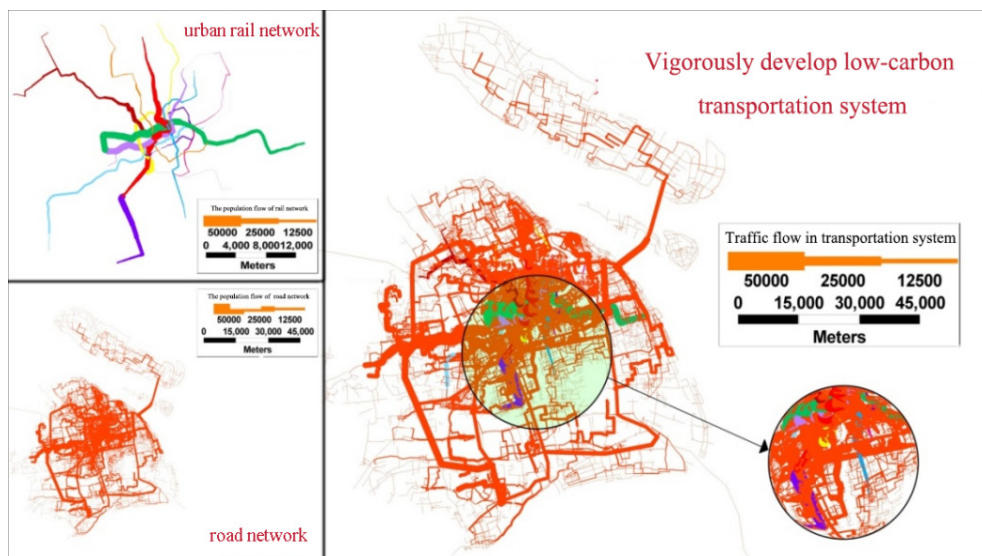 urban rail network
The population flow of rail network
50000 25000 12500
0 4,000 8,000 12,000
Meters
The population flow of road network
50000 25000 12500
0 15,000 30,000 45,000
Meters
road network
Vigorously develop low-carbon
transportation system
Traffic flow in transportation system
50000 25000 12500
0 15,000 30,000 45,000
Meters